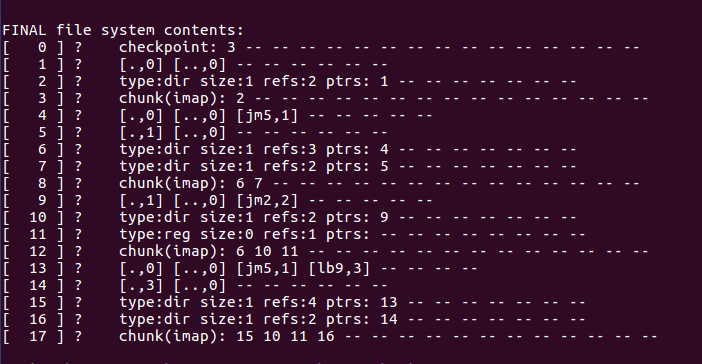 FINAL file system contents:
[   0 ] ?    checkpoint: 3 -- -- -- -- -- -- -- -- -- -- -- -- -- -- --
[   1 ] ?    [.,0] [..,0] -- -- -- -- -- --
[   2 ] ?    type:dir size:1 refs:2 ptrs: 1 -- -- -- -- -- -- --
[   3 ] ?    chunk(imap): 2 -- -- -- -- -- -- -- -- -- -- -- -- -- -- --
[   4 ] ?    [.,0] [..,0] [jm5,1] -- -- -- -- --
[   5 ] ?    [.,1] [..,0] -- -- -- -- -- --
[   6 ] ?    type:dir size:1 refs:3 ptrs: 4 -- -- -- -- -- -- --
[   7 ] ?    type:dir size:1 refs:2 ptrs: 5 -- -- -- -- -- -- --
[   8 ] ?    chunk(imap): 6 7 -- -- -- -- -- -- -- -- -- -- -- -- -- --
[   9 ] ?    [.,1] [..,0] [jm2,2] -- -- -- -- --
[  10 ] ?    type:dir size:1 refs:2 ptrs: 9 -- -- -- -- -- -- --
[  11 ] ?    type:reg size:0 refs:1 ptrs: -- -- -- -- -- -- -- --
[  12 ] ?    chunk(imap): 6 10 11 -- -- -- -- -- -- -- -- -- -- -- -- --
[  13 ] ?    [.,0] [..,0] [jm5,1] [lb9,3] -- -- -- --
[  14 ] ?    [.,3] [..,0] -- -- -- -- -- --
[  15 ] ?    type:dir size:1 refs:4 ptrs: 13 -- -- -- -- -- -- --
[  16 ] ?    type:dir size:1 refs:2 ptrs: 14 -- -- -- -- -- -- --
[  17 ] ?    chunk(imap): 15 10 11 16 -- -- -- -- -- -- -- -- -- -- -- --